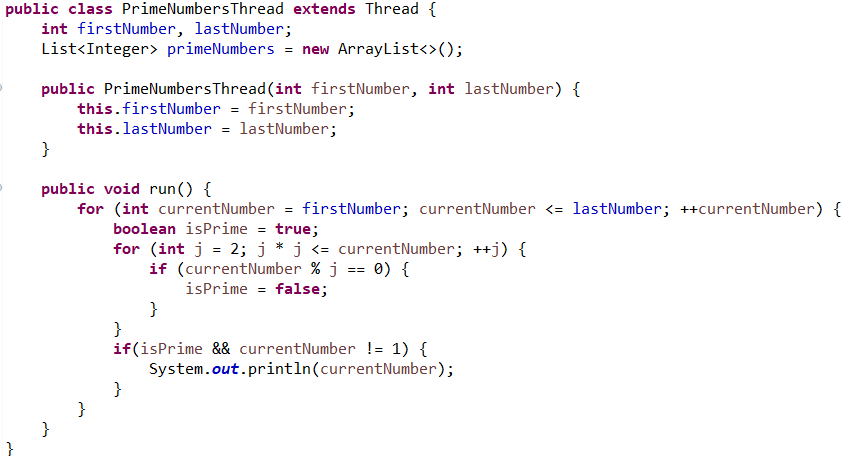 public class PrimeNumbersThread extends Thread {
    int firstNumber, lastNumber;
    List<Integer> primeNumbers = new ArrayList<>();

    public PrimeNumbersThread(int firstNumber, int lastNumber) {
        this.firstNumber = firstNumber;
        this.lastNumber = lastNumber;
    }

    public void run() {
        for (int currentNumber = firstNumber; currentNumber <= lastNumber; ++currentNumber) {
            boolean isPrime = true;
            for (int j = 2; j * j <= currentNumber; ++j) {
                if (currentNumber % j == 0) {
                    isPrime = false;
                }
            }
            if(isPrime && currentNumber != 1) {
                System.out.println(currentNumber);
            }
        }
    }
}